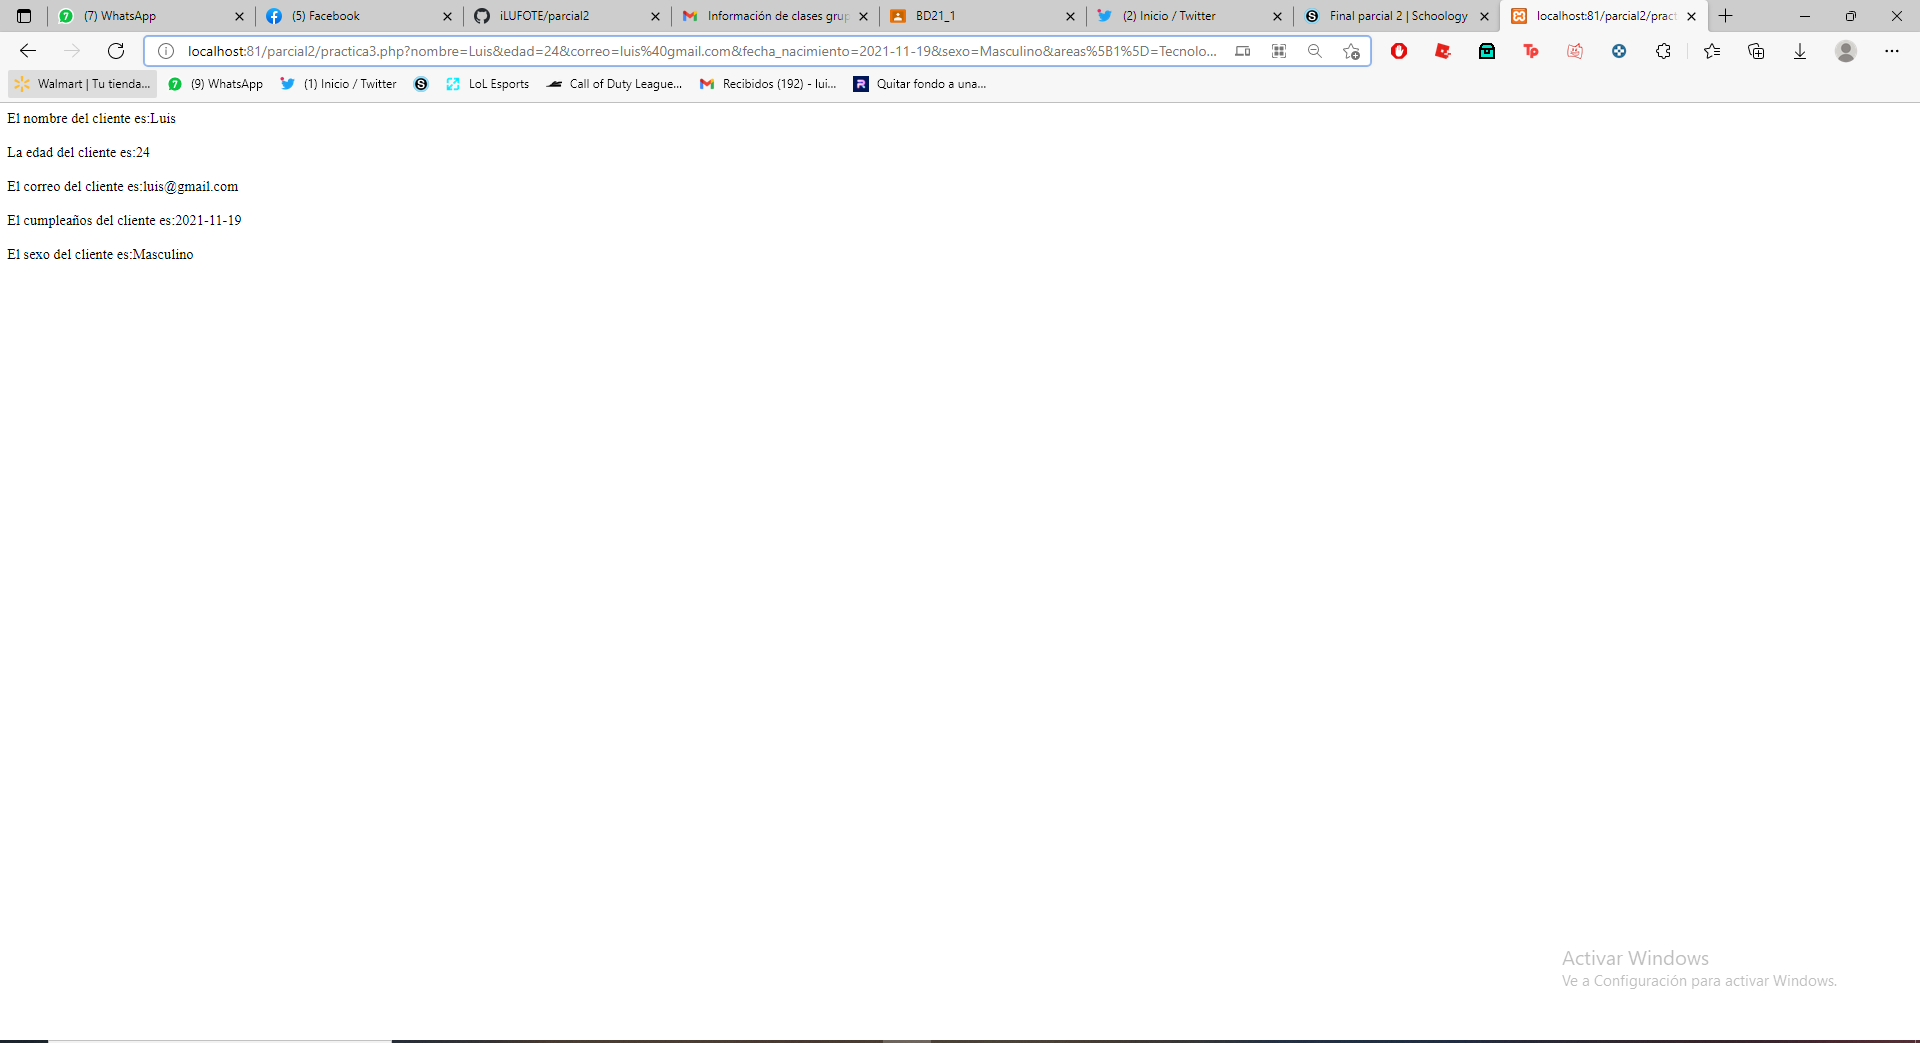 (7) WhatsApp
(5) Facebook
iLUFOTE/parcial2
Información de clases grup
BD21_1
(2) Inicio / Twitter
Final parcial 2 | Schoology
localhost:81/parcial2/pract
localhost:81/parcial2/practica3.php?nombre=Luis&edad=24&correo=luis%40gmail.com&fecha_nacimiento=2021-11-19&sexo=Masculino&areas%5B1%5D=Tecnolo...
Walmart | Tu tienda...
(9) WhatsApp
(1) Inicio / Twitter
LoL Esports
Call of Duty League...
Recibidos (192) - lui...
Quitar fondo a una...
El nombre del cliente es:Luis
La edad del cliente es:24
El correo del cliente es:luis@gmail.com
El cumpleaños del cliente es:2021-11-19
El sexo del cliente es:Masculino
Activar Windows
Ve a Configuración para activar Windows.